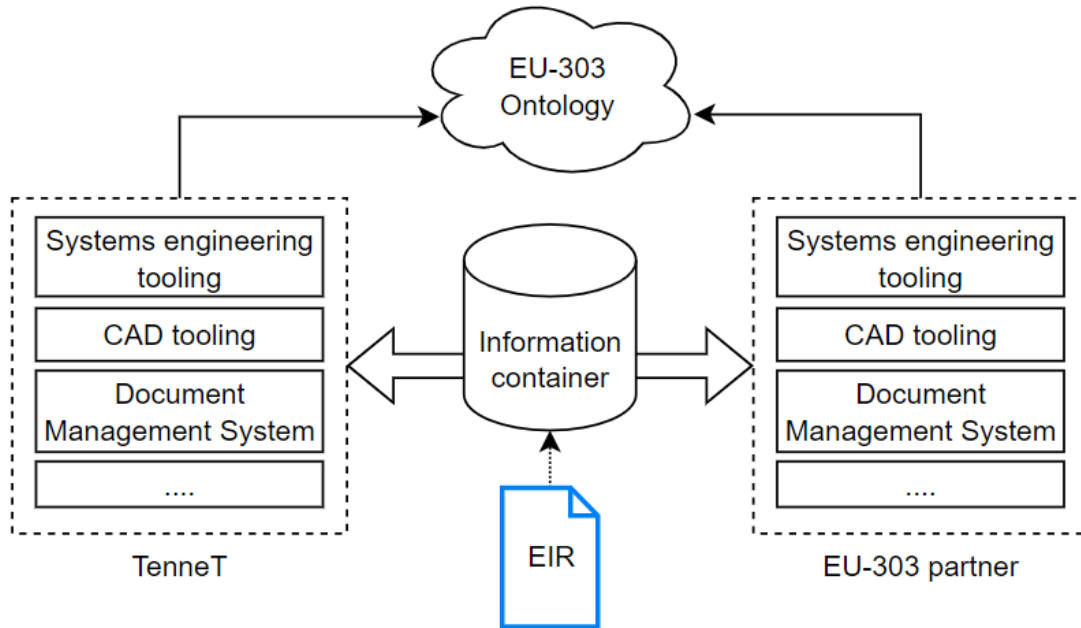 EU-303
Ontology
Systems engineering
tooling
CAD tooling
Document
Management System
....
TenneT
Information
container
EIR
Systems engineering
tooling
CAD tooling
Document
Management System
....
EU-303 partner